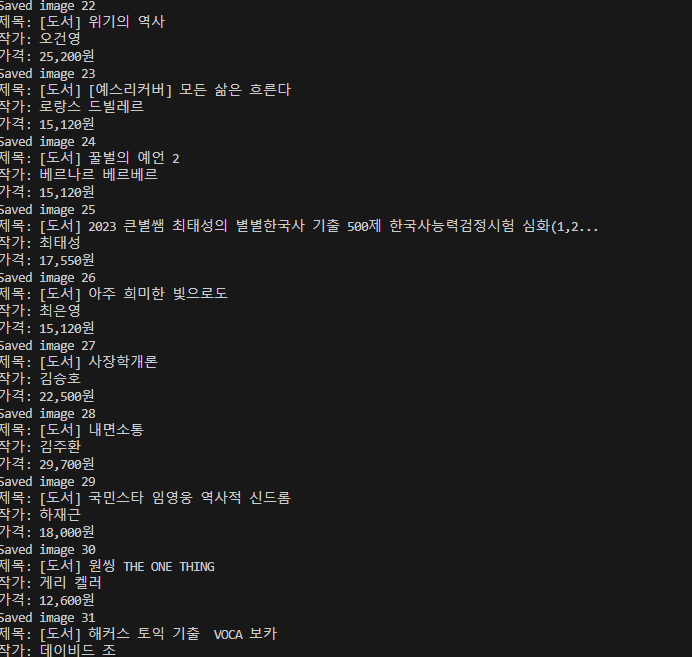 Saved image 22
제목: [도서] 위기의 역사
작가: 오건영
가격: 25,200원
Saved image 23
제목: [도서] [예스리커버] 모든 삶은 흐른다
작가: 로랑스 드빌레르
가격: 15,120원
Saved image 24
제목: [도서] 꿀벌의 예언 2
작가: 베르나르 베르베르
가격: 15,120원
Saved image 25
제목: [도서] 2023 큰별쌤 최태성의 별별한국사 기출 500제 한국사능력검정시험 심화(1,2...
작가: 최태성
가격: 17,550원
Saved image 26
제목: [도서] 아주 희미한 빛으로도
작가: 최은영
가격: 15,120원
Saved image 27
제목: [도서] 사장학개론
작가: 김승호
가격: 22,500원
Saved image 28
제목: [도서] 내면소통
작가: 김주환
가격: 29,700원
Saved image 29
제목: [도서] 국민스타 임영웅 역사적 신드롬
작가: 하재근
가격: 18,000원
Saved image 30
제목: [도서] 원씽 THE ONE THING
작가: 게리 켈러
가격: 12,600원
Saved image 31
제목: [도서] 해커스 토익 기출  VOCA 보카
작가: 데이비드 조